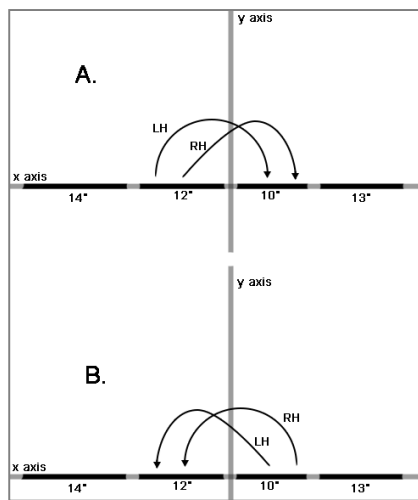 y axis
A.
LH
RH
x axis
14" 12" 10" 13"
y axis
B.
RH
LH
x axis
14" 12" 10" 13"